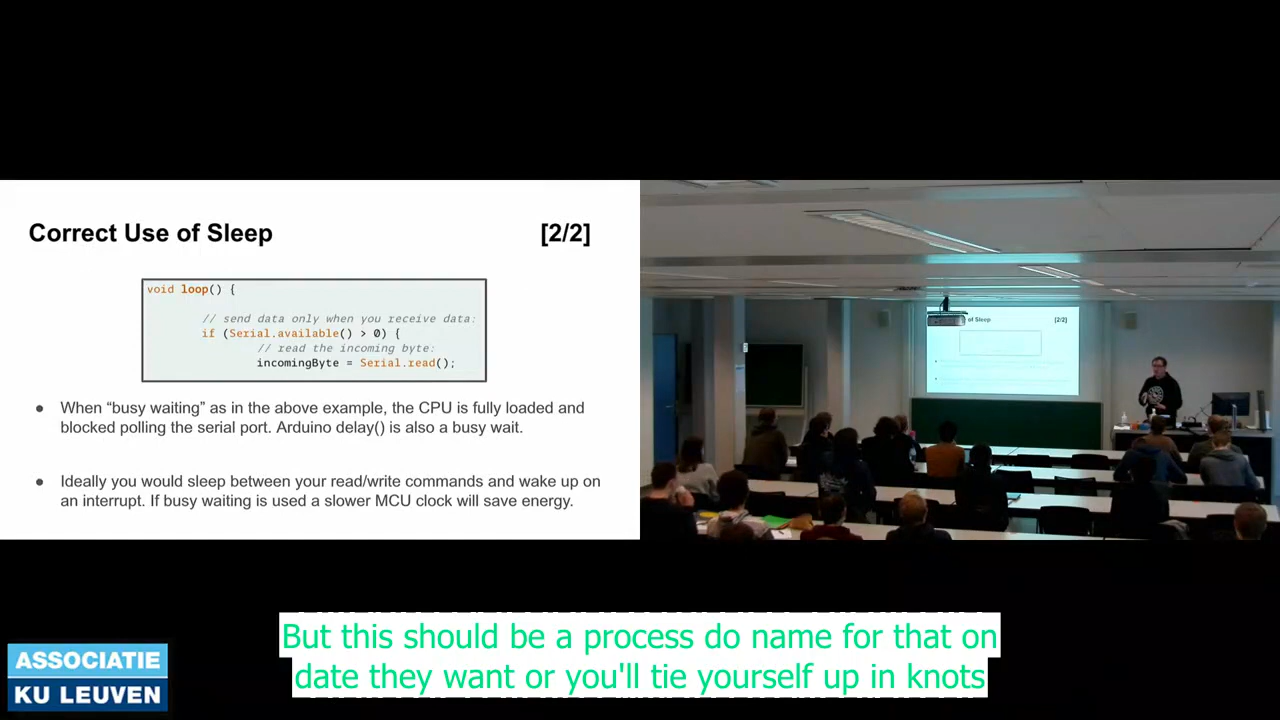 Correct Use of Sleep [2/2]
void loop() {
// send data only when you receive data:
if (Serial.available() > 0) {
// read the incoming byte:
incomingByte = Serial.read();
● When “busy waiting” as in the above example, the CPU is fully loaded and
blocked polling the serial port. Arduino delay() is also a busy wait.
● Ideally you would sleep between your read/write commands and wake up on
an interrupt. If busy waiting is used a slower MCU clock will save energy.
of Sleep [2/2]
But this should be a process do name for that on
date they want or you'll tie yourself up in knots
ASSOCIATIE
KU LEUVEN